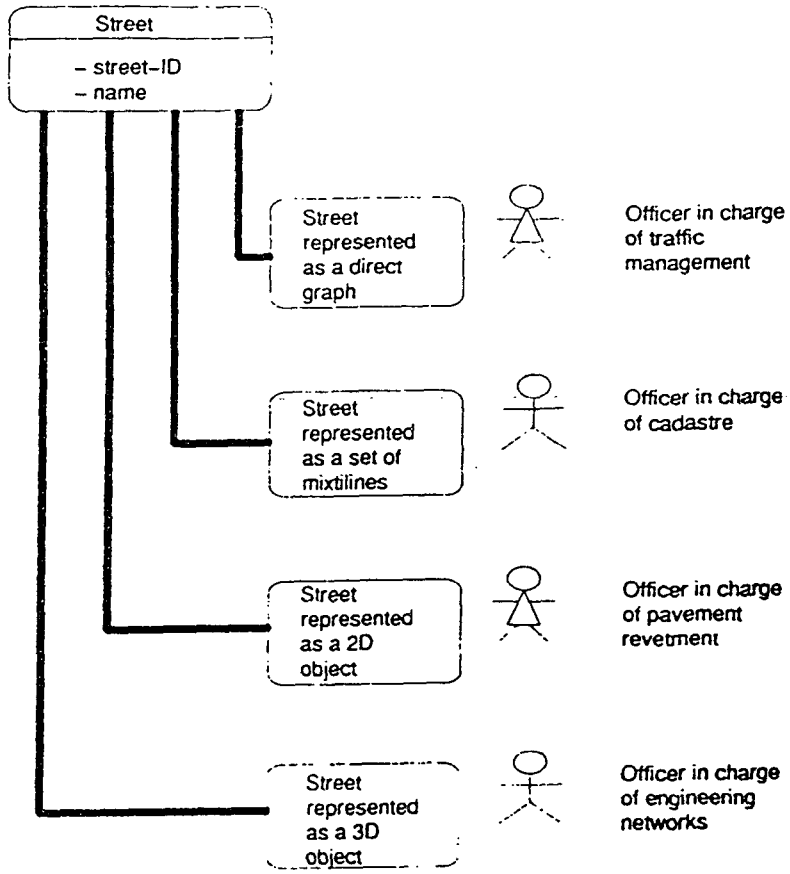 Street
– street–ID
– name
Street
represented
as a direct
graph
Officer in charge
of traffic
management
Street
represented
as a set of
mixtilines
Officer in charge
of cadastre
Street
represented
as a 2D
object
Officer in charge
of pavement
revetment
Street
represented
as a 3D
object
Officer in charge
of engineering
networks